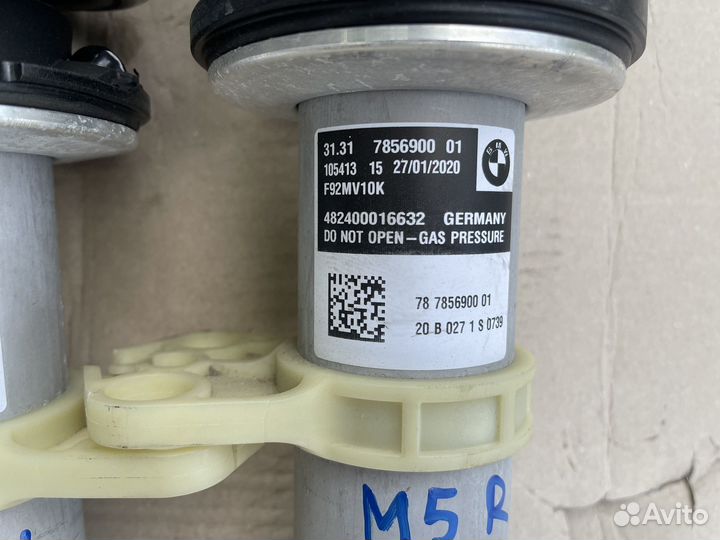 31.31 7856900 01
105413 15 27/01/2020
F92MV10K
BMW
482400016632 GERMANY
DO NOT OPEN–GAS PRESSURE
78 7856900 01
20 B 027 1 S 0739
M5 R
Avito